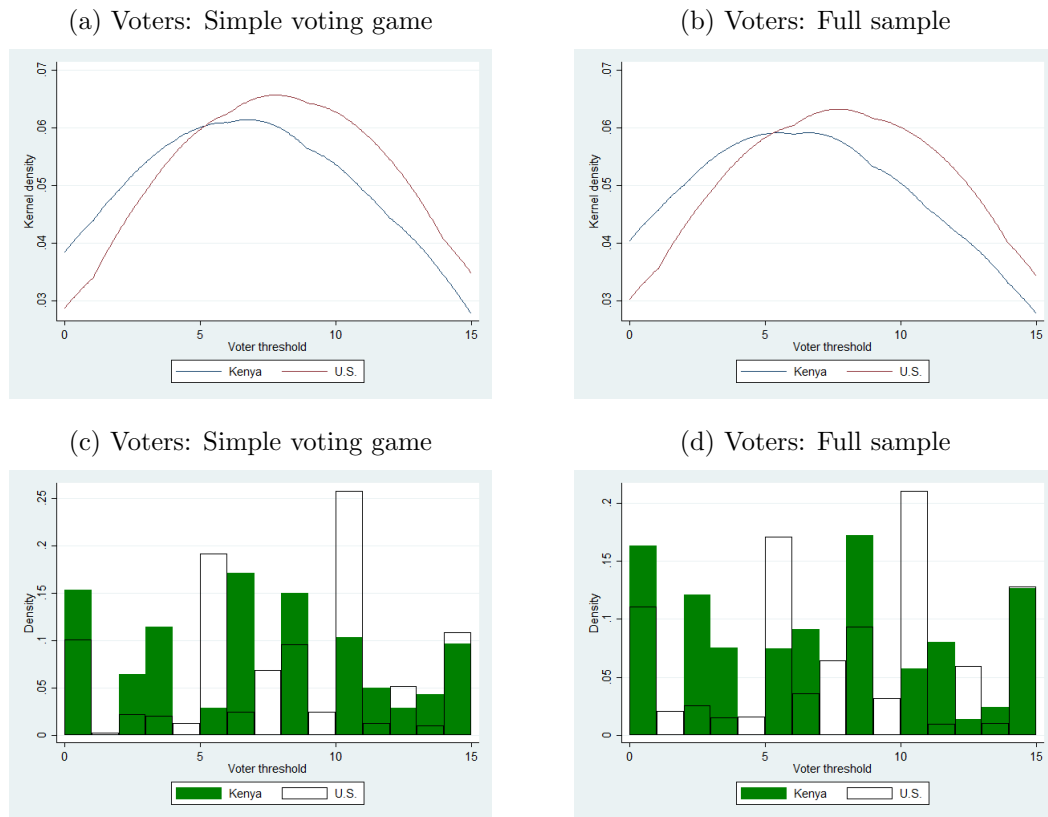 (a) Voters: Simple voting game
Kernel density
.03 .04 .05 .06 .07
0 5 10 15
Voter threshold
Kenya U.S.
(b) Voters: Full sample
Kernel density
.03 .04 .05 .06 .07
0 5 10 15
Voter threshold
Kenya U.S.
(c) Voters: Simple voting game
Density
0 .05 .1 .15 .2 .25
0 5 10 15
Voter threshold
Kenya U.S.
(d) Voters: Full sample
Density
0 .05 .1 .15 .2
0 5 10 15
Voter threshold
Kenya U.S.